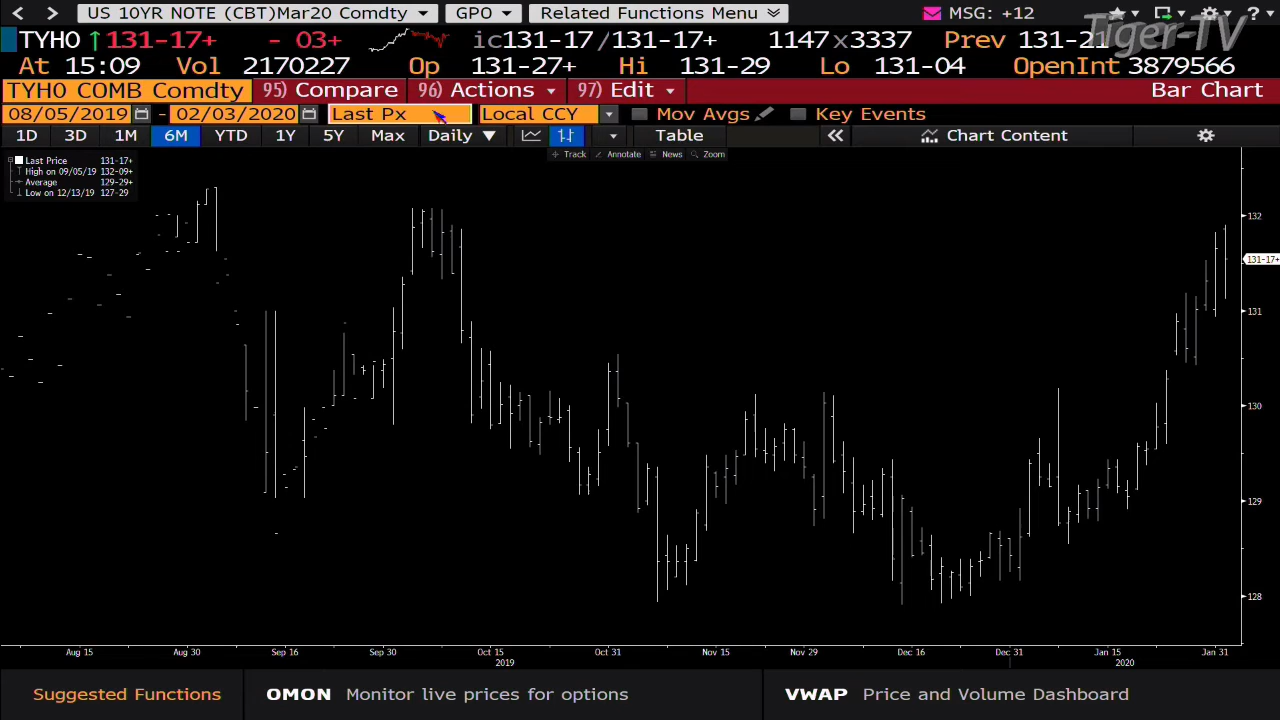 US 10YR NOTE (CBT)Mar20 Comdty GPO Related Functions Menu MSG: +12
TYH0 ↑131-17+ - 03+ ic131-17/131-17+ 1147x3337 Prev 131-21
Tiger-TV
At 15:09 Vol 2170227 Op 131-27+ Hi 131-29 Lo 131-04 OpenInt 3879566
TYH0 COMB Comdty 95) Compare 96) Actions 97) Edit Bar Chart
08/05/2019 - 02/03/2020 Last Px Local CCY Mov Avgs Key Events
1D 3D 1M 6M YTD 1Y 5Y Max Daily ▼ Table « Chart Content
Track Annotate News Zoom
Last Price 131-17+
High on 09/05/19 132-09+
Average 129-29+
Low on 12/13/19 127-29
132
131-17+
131
130
129
128
Aug 15 Aug 30 Sep 16 Sep 30 Oct 15 Oct 31 Nov 15 Nov 29 Dec 16 Dec 31 Jan 15 Jan 31
2019 2020
Suggested Functions OMON Monitor live prices for options VWAP Price and Volume Dashboard